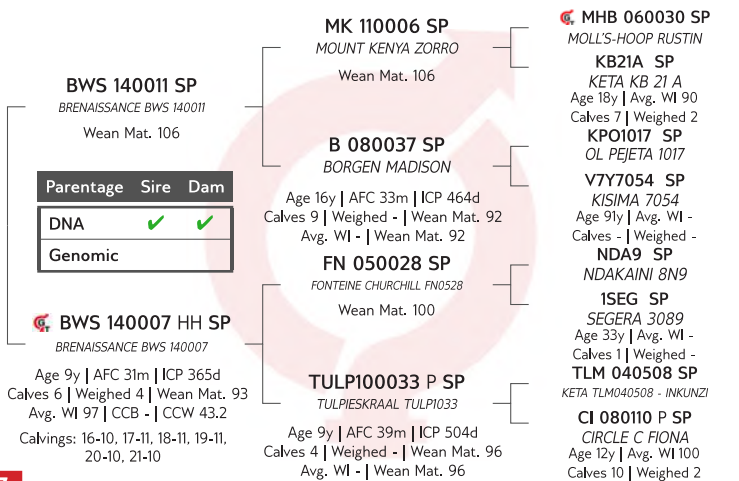 BWS 140011 SP
BRENAISSANCE BWS 140011
Wean Mat. 106
Parentage Sire Dam
DNA ✔ ✔
Genomic
BWS 140007 HH SP
BRENAISSANCE BWS 140007
Age 9y | AFC 31m | ICP 365d
Calves 6 | Weighed 4 | Wean Mat. 93
Avg. WI 97 | CCB - | CCW 43.2
Calvings: 16-10, 17-11, 18-11, 19-11,
20-10, 21-10
MK 110006 SP
MOUNT KENYA ZORRO
Wean Mat. 106
B 080037 SP
BORGEN MADISON
Age 16y | AFC 33m | ICP 464d
Calves 9 | Weighed - | Wean Mat. 92
Avg. WI - | Wean Mat. 92
FN 050028 SP
FONTEINE CHURCHILL FN0528
Wean Mat. 100
TULP100033 P SP
TULPIESKRAAL TULP1033
Age 9y | AFC 39m | ICP 504d
Calves 4 | Weighed - | Wean Mat. 96
Avg. WI - | Wean Mat. 96
MHB 060030 SP
MOLL'S-HOOP RUSTIN
KB21A SP
KETA KB 21 A
Age 18y | Avg. WI 90
Calves 7 | Weighed 2
KPO1017 SP
OL PEJETA 1017
V7Y7054 SP
KISIMA 7054
Age 91y | Avg. WI -
Calves - | Weighed -
NDA9 SP
NDAKAINI 8N9
1SEG SP
SEGERA 3089
Age 33y | Avg. WI -
Calves 1 | Weighed -
TLM 040508 SP
KETA TLM040508 - INKUNZI
CI 080110 P SP
CIRCLE C FIONA
Age 12y | Avg. WI 100
Calves 10 | Weighed 2